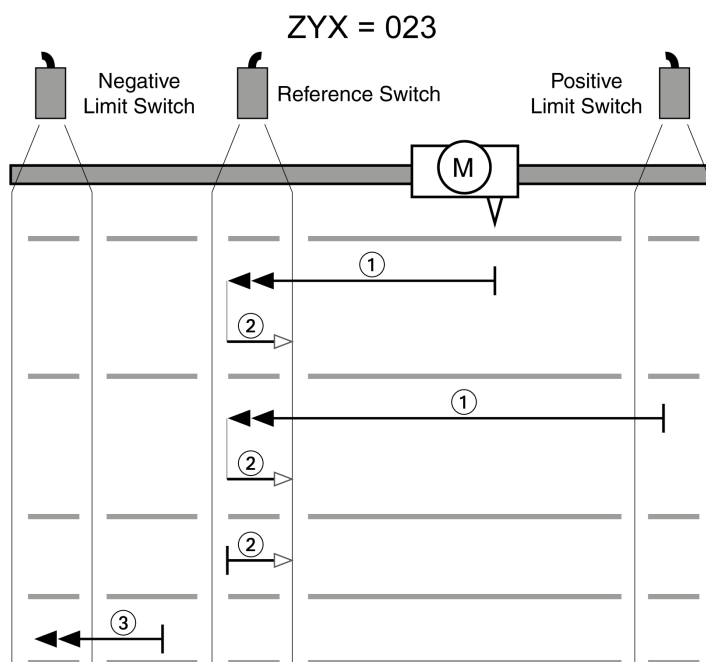 ZYX = 023
Negative
Limit Switch
Reference Switch
Positive
Limit Switch
M
1
2
1
2
2
3